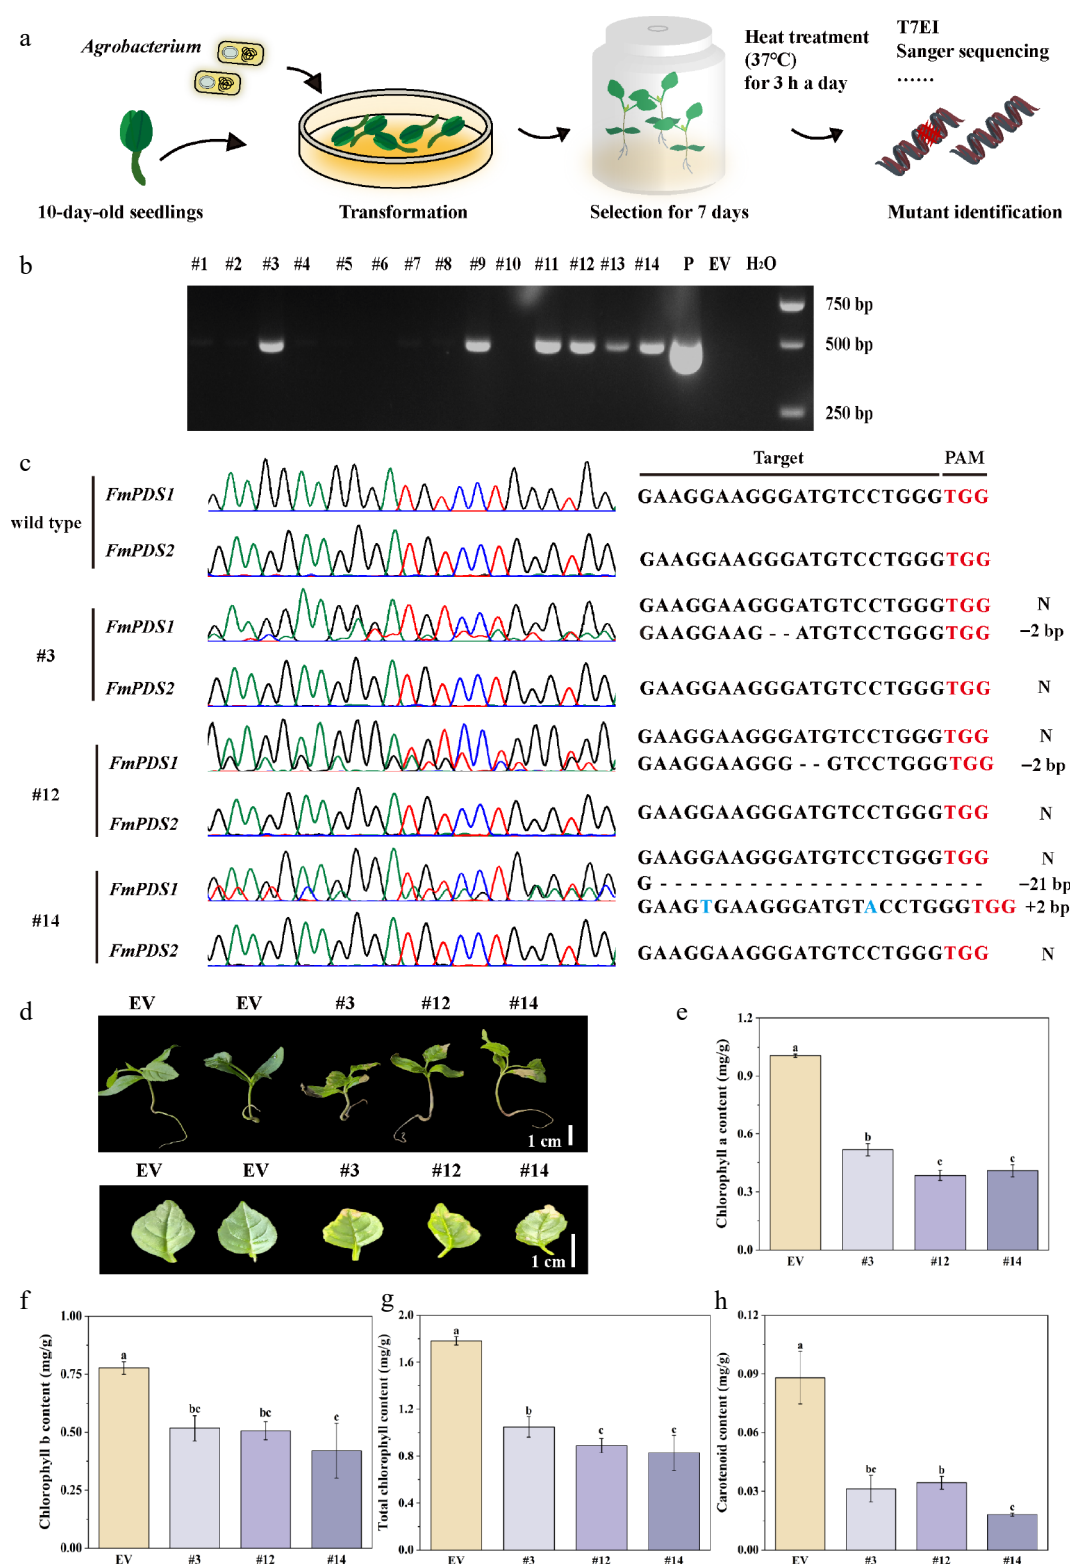 a
Agrobacterium
10-day-old seedlings
Transformation
Selection for 7 days
Heat treatment
(37°C)
for 3 h a day
T7EI
Sanger sequencing
······
Mutant identification
b
#1 #2 #3 #4 #5 #6 #7 #8 #9 #10 #11 #12 #13 #14 P EV H2O
750 bp
500 bp
250 bp
c
Target PAM
wild type
FmPDS1 GAAGGAAGGGATGTCCTGGGTGG
FmPDS2 GAAGGAAGGGATGTCCTGGGTGG
#3
FmPDS1 GAAGGAAGGGATGTCCTGGGTGG N
GAAGGAAG - - ATGTCCTGGGTGG −2 bp
FmPDS2 GAAGGAAGGGATGTCCTGGGTGG N
#12
FmPDS1 GAAGGAAGGGATGTCCTGGGTGG N
GAAGGAAGGG - - GTCCTGGGTGG −2 bp
FmPDS2 GAAGGAAGGGATGTCCTGGGTGG N
#14
FmPDS1 GAAGGAAGGGATGTCCTGGGTGG N
G - - - - - - - - - - - - - - - - - - - - - −21 bp
GAAGTGAAGGGATGTACCTGGGTGG +2 bp
FmPDS2 GAAGGAAGGGATGTCCTGGGTGG N
d
EV EV #3 #12 #14
1 cm
EV EV #3 #12 #14
1 cm
e
Chlorophyll a content (mg/g)
1.2
1.0
0.6
0.3
0.0
a b c c
EV #3 #12 #14
f
Chlorophyll b content (mg/g)
1.00
0.75
0.50
0.25
0.00
a bc bc c
EV #3 #12 #14
g
Total chlorophyll content (mg/g)
2.0
1.6
1.2
0.8
0.4
0.0
a b c c
EV #3 #12 #14
h
Carotenoid content (mg/g)
0.12
0.09
0.06
0.03
0.00
a bc b c
EV #3 #12 #14